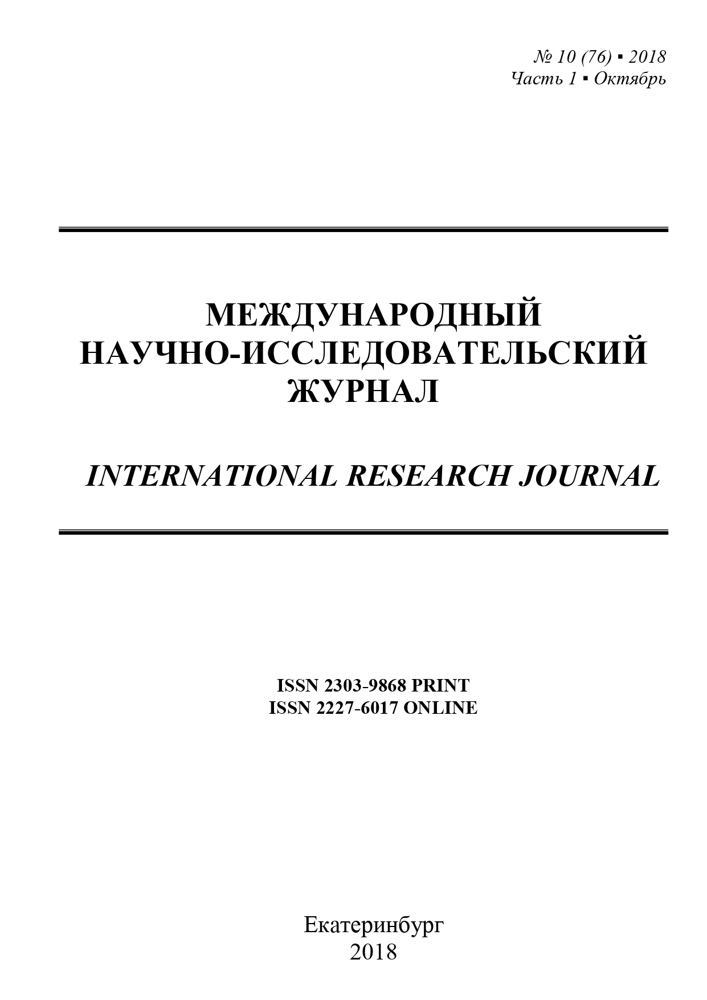 № 10 (76) ▪ 2018
Часть 1 ▪ Октябрь
МЕЖДУНАРОДНЫЙ
НАУЧНО-ИССЛЕДОВАТЕЛЬСКИЙ
ЖУРНАЛ
INTERNATIONAL RESEARCH JOURNAL
ISSN 2303-9868 PRINT
ISSN 2227-6017 ONLINE
Екатеринбург
2018